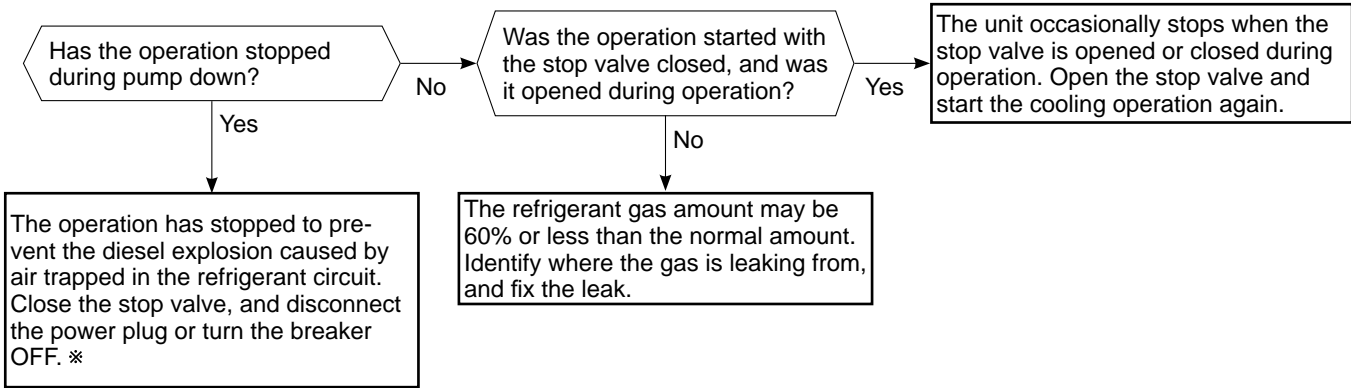 Has the operation stopped
during pump down?
No
Yes
Was the operation started with
the stop valve closed, and was
it opened during operation?
Yes
No
The unit occasionally stops when the
stop valve is opened or closed during
operation. Open the stop valve and
start the cooling operation again.
The operation has stopped to pre-
vent the diesel explosion caused by
air trapped in the refrigerant circuit.
Close the stop valve, and disconnect
the power plug or turn the breaker
OFF. ※
The refrigerant gas amount may be
60% or less than the normal amount.
Identify where the gas is leaking from,
and fix the leak.